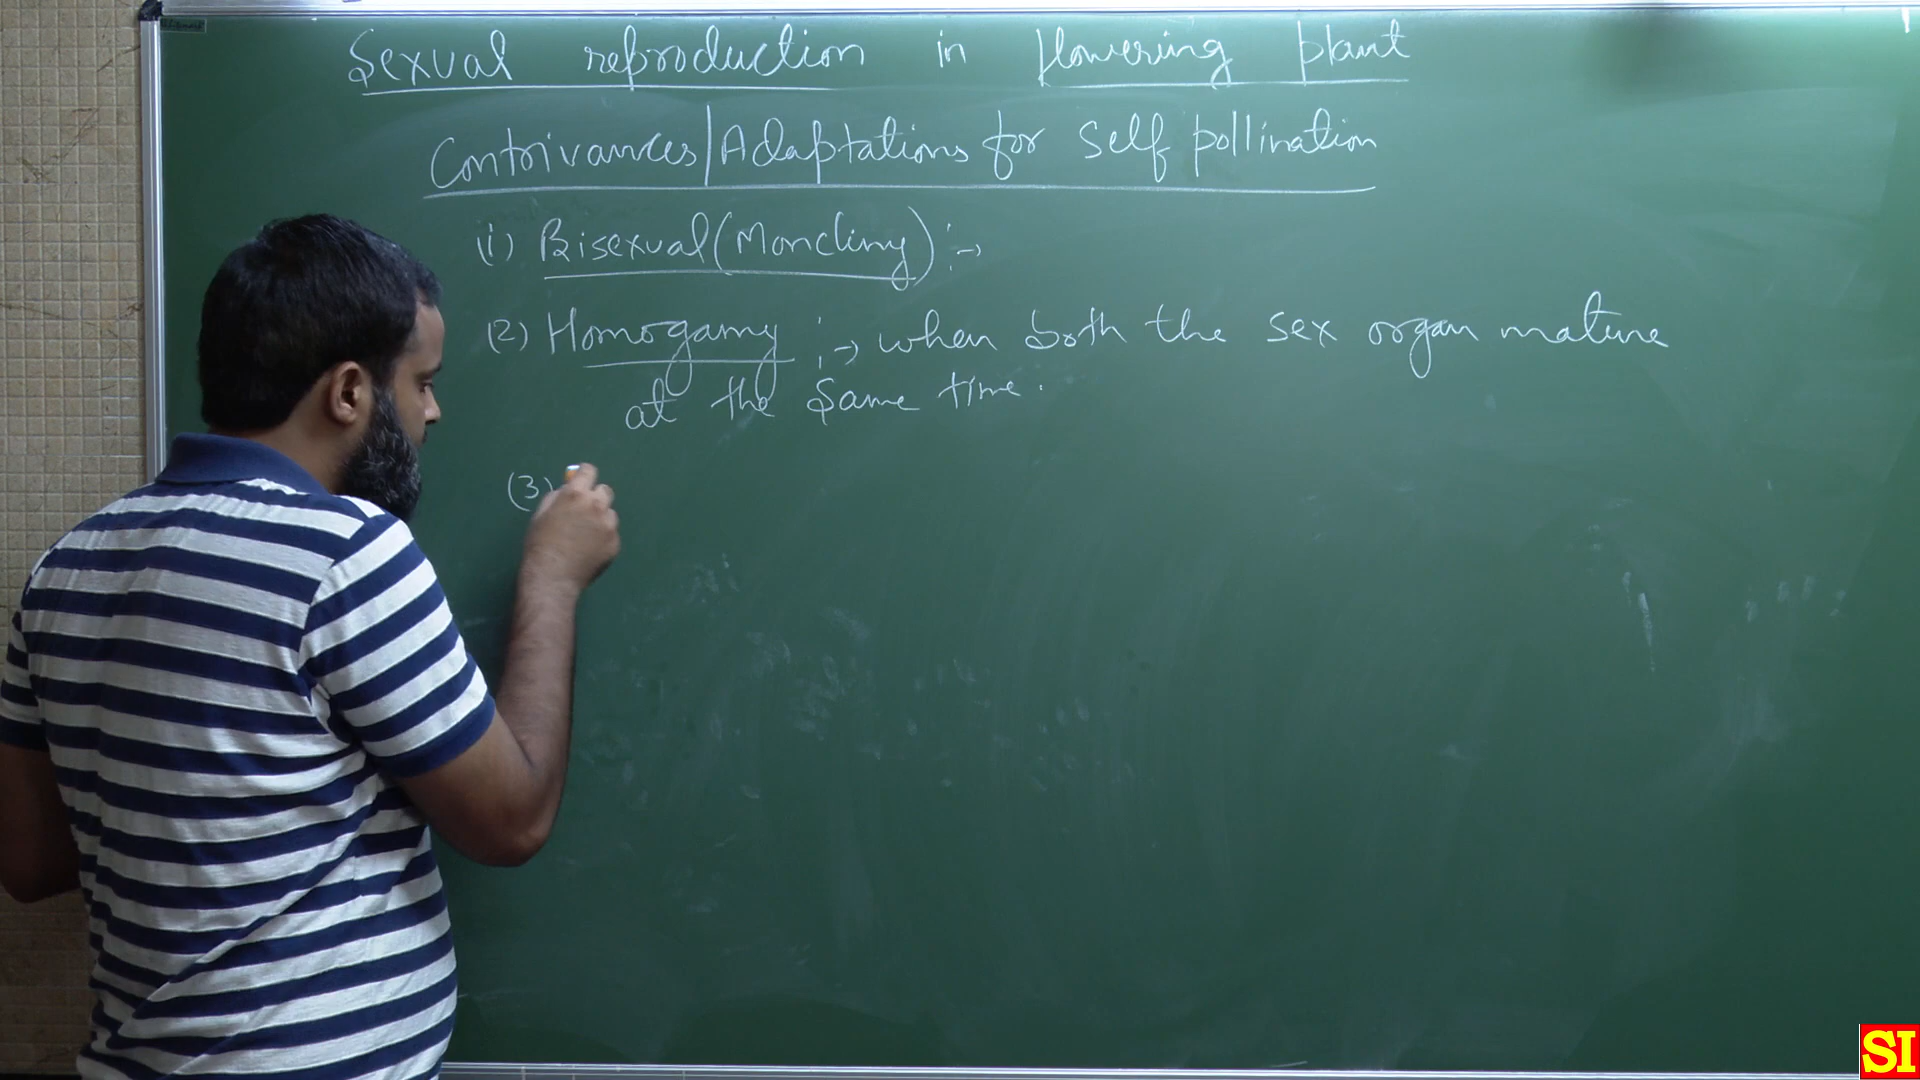 Sexual reproduction in flowering plant
Contrivances/Adaptations for Self pollination
(i) Bisexual (Monocliny) :→
(2) Homogamy :→ when both the sex organ mature
at the same time.
(3)
SI